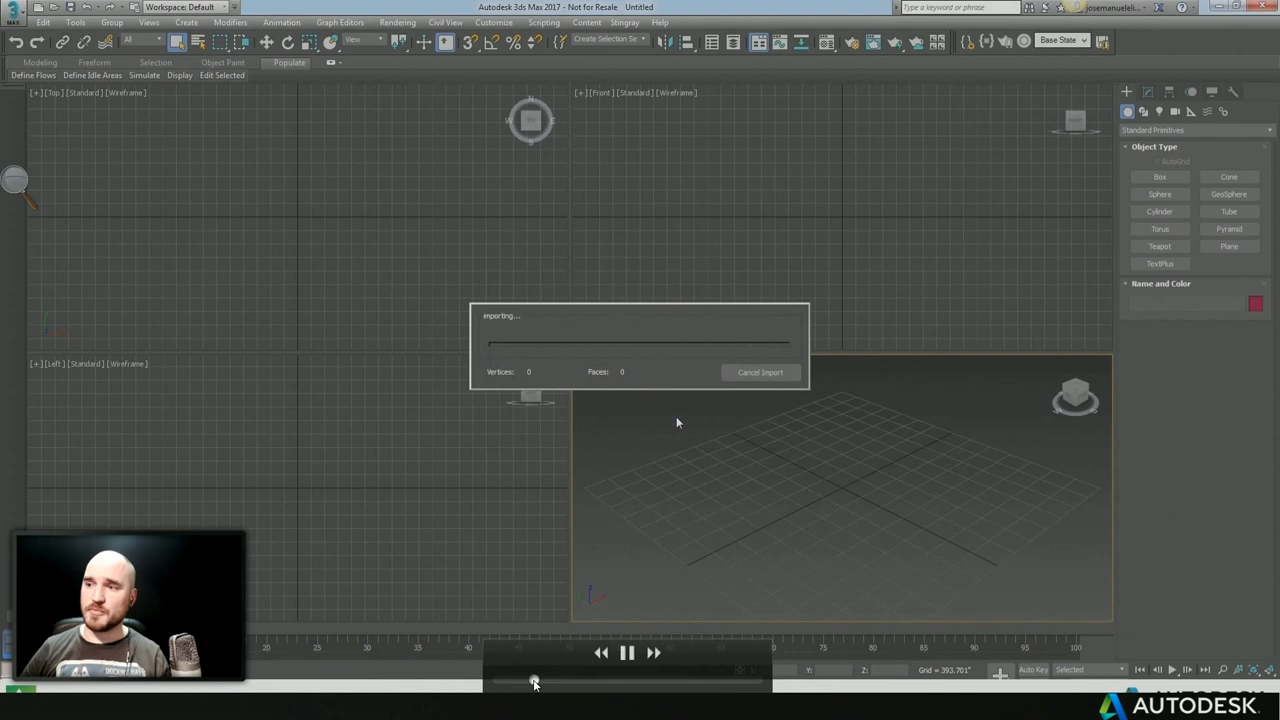 MAX
Workspace: Default
Autodesk 3ds Max 2017 - Not for Resale Untitled
Type a keyword or phrase
Edit Tools Group Views Create Modifiers Animation Graph Editors Rendering Civil View Customize Scripting Content Stingray Help
All View Create Selection Se Base State
Modeling Freeform Selection Object Paint Populate
Define Flows Define Idle Areas Simulate Display Edit Selected
[+] [Top] [Standard] [Wireframe]
N
W E
S
[+] [Front] [Standard] [Wireframe]
Standard Primitives
Object Type
AutoGrid
Box Cone
Sphere GeoSphere
Cylinder Tube
Torus Pyramid
Teapot Plane
TextPlus
Name and Color
importing...
Vertices: 0 Faces: 0 Cancel Import
[+] [Left] [Standard] [Wireframe]
20 40 45 50 55 60 65 70 75 80 85 90 95 100
X: Y: Z: Grid = 393.701" Auto Key Selected
AUTODESK